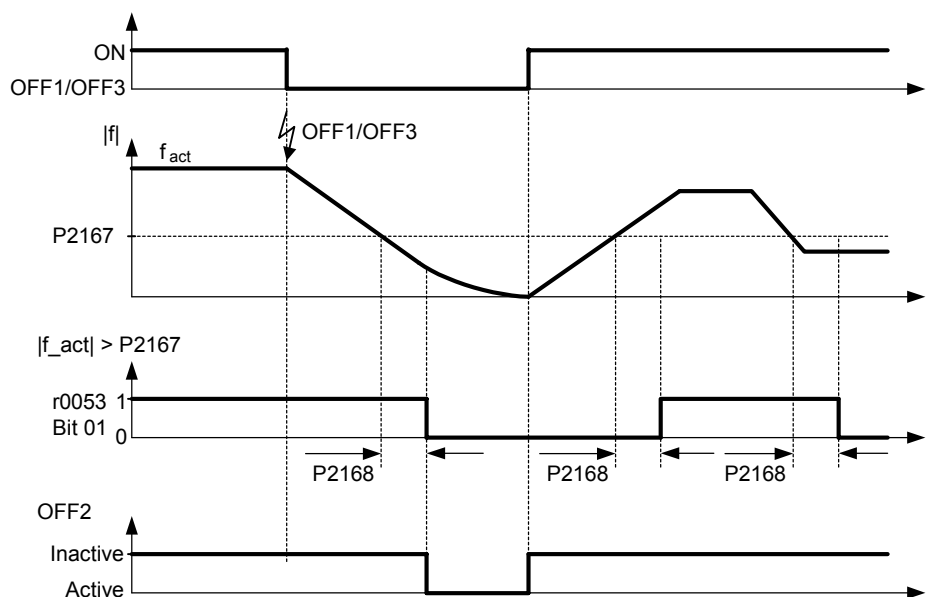 ON
OFF1/OFF3
OFF1/OFF3
|f|
f act
P2167
|f_act| > P2167
r0053 1
Bit 01
0
P2168 P2168 P2168
OFF2
Inactive
Active